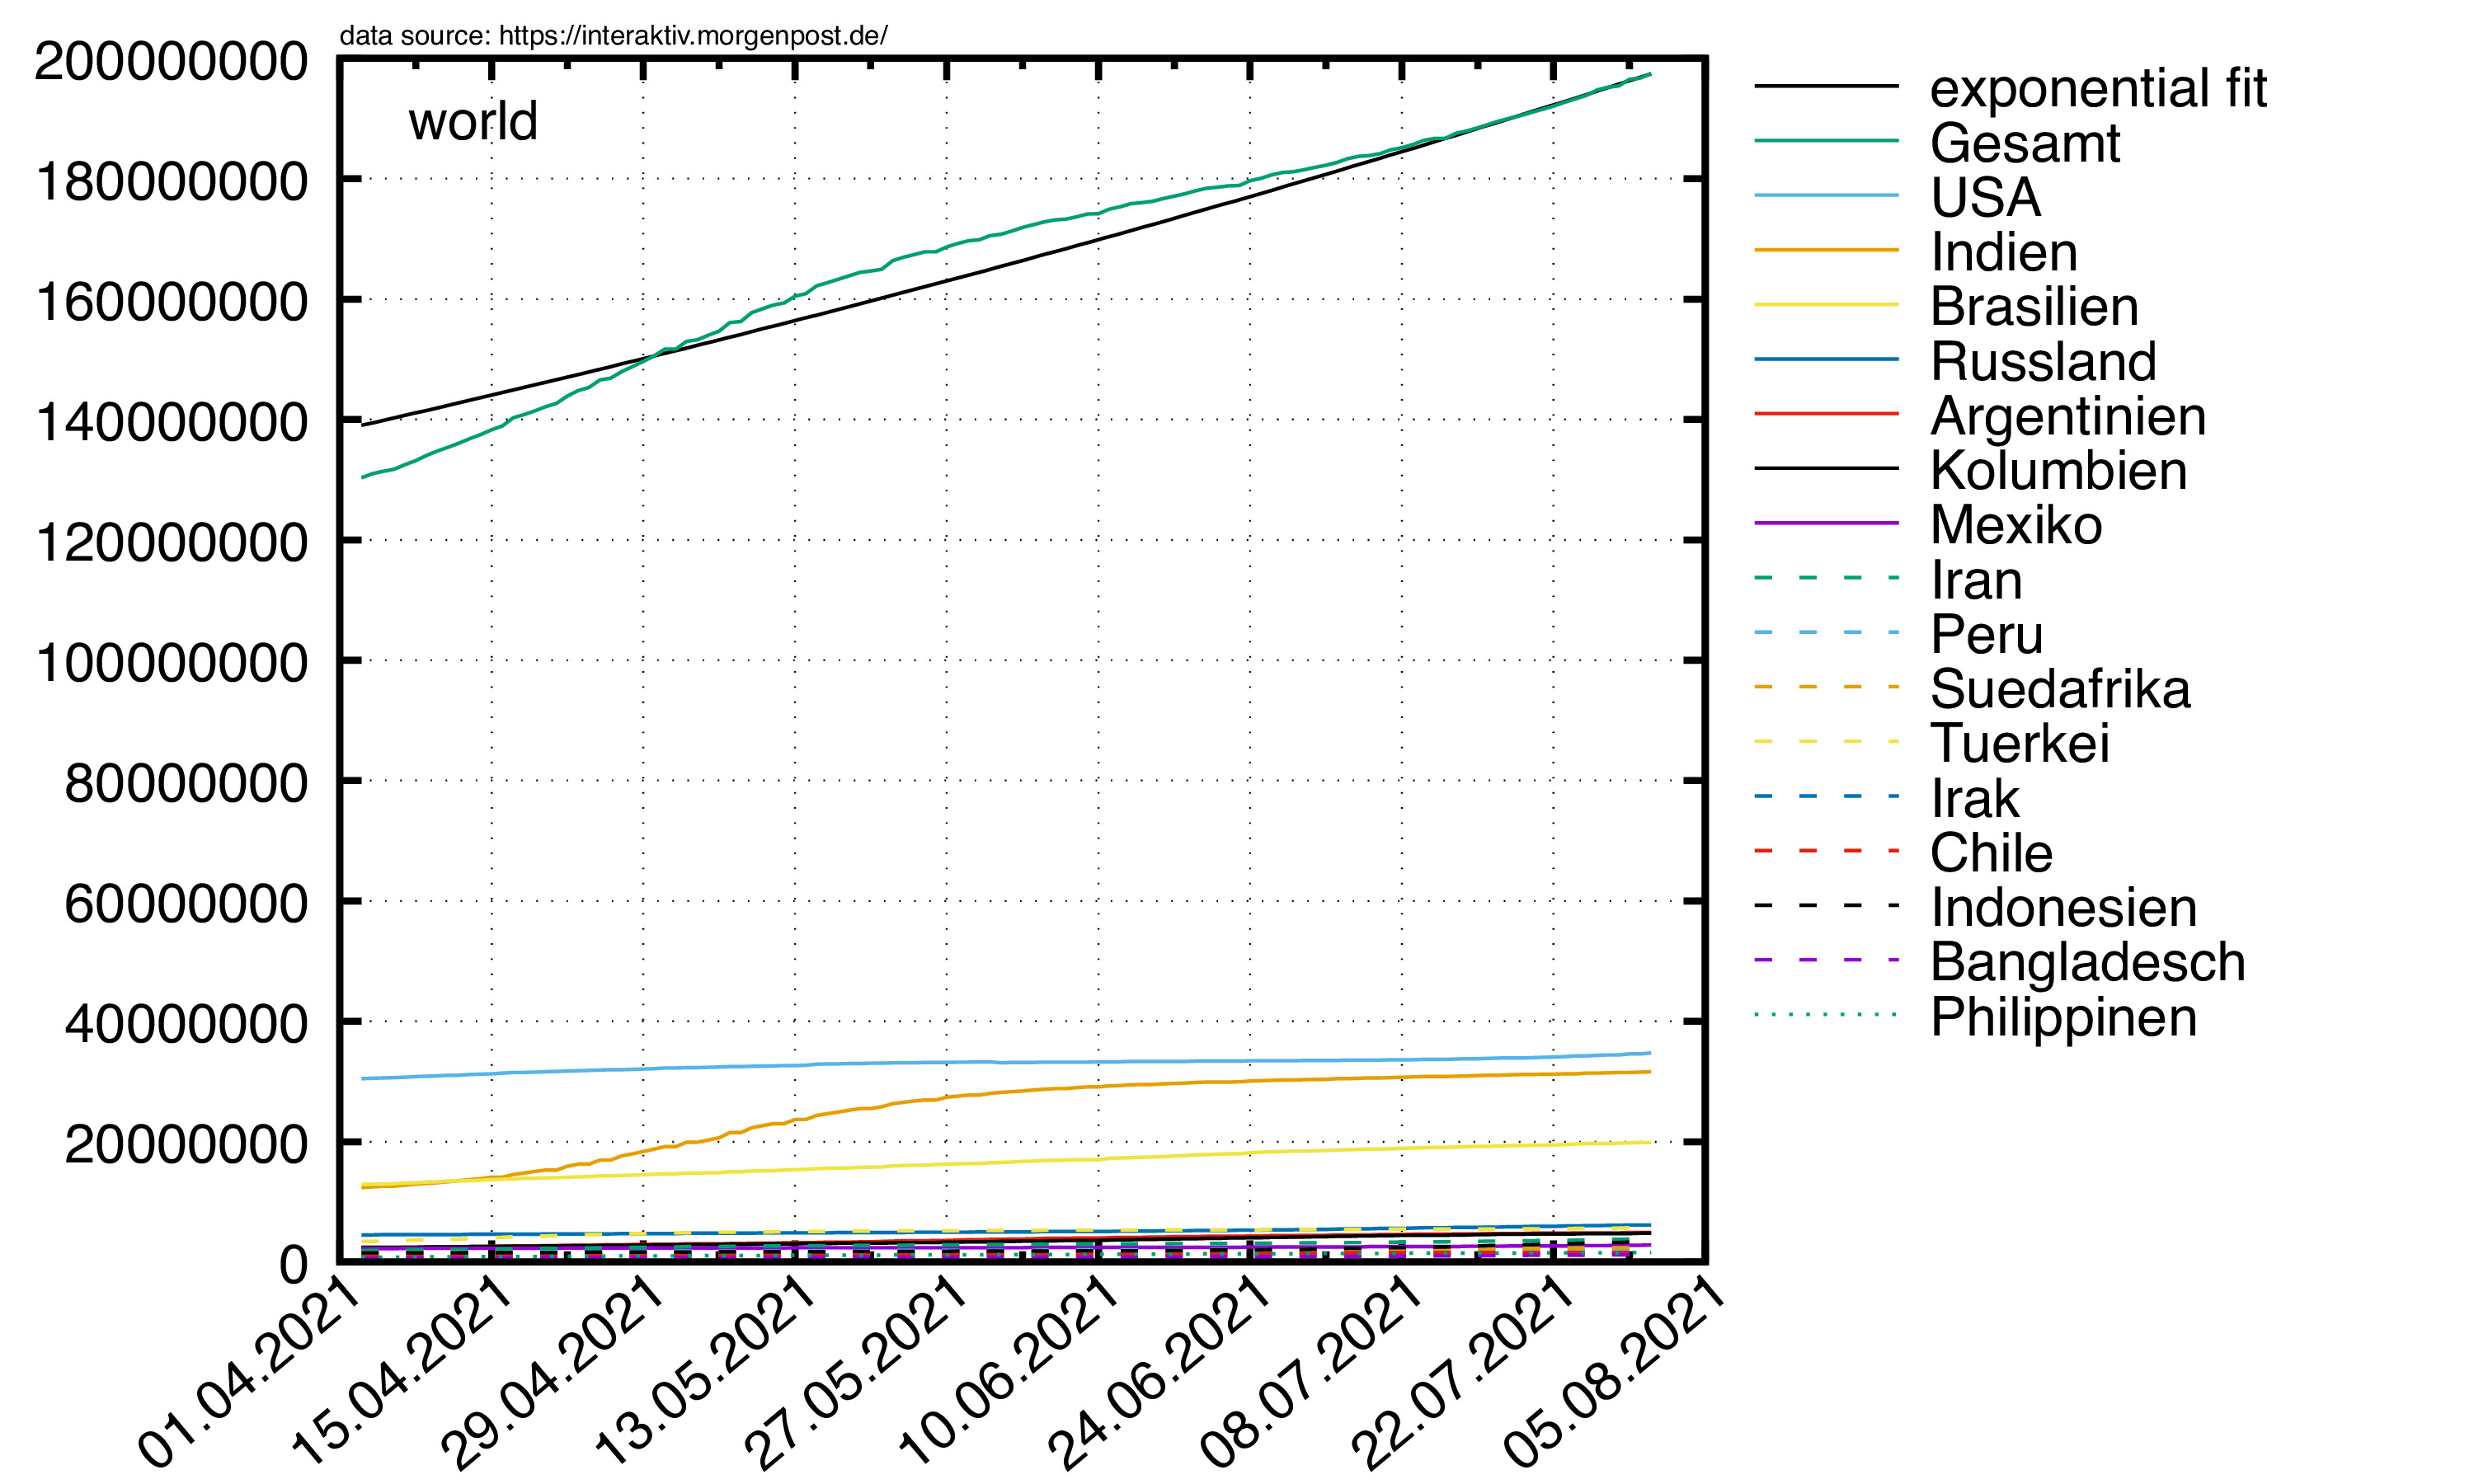 data source: https://interaktiv.morgenpost.de/
world
200000000
180000000
160000000
140000000
120000000
100000000
80000000
60000000
40000000
20000000
0
01.04.2021
15.04.2021
29.04.2021
13.05.2021
27.05.2021
10.06.2021
24.06.2021
08.07.2021
22.07.2021
05.08.2021
exponential fit
Gesamt
USA
Indien
Brasilien
Russland
Argentinien
Kolumbien
Mexiko
Iran
Peru
Suedafrika
Tuerkei
Irak
Chile
Indonesien
Bangladesch
Philippinen